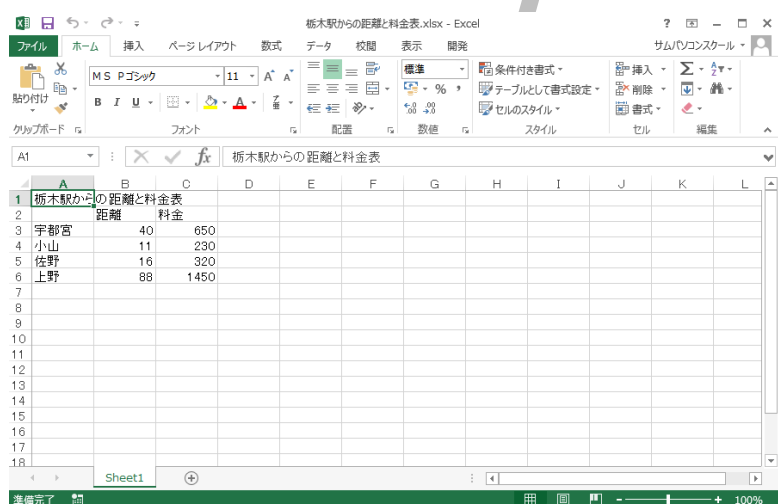 栃木駅からの距離と料金表.xlsx - Excel
ファイル ホーム 挿入 ページ レイアウト 数式 データ 校閲 表示 開発 サムパソコンスクール
貼り付け
MS Pゴシック 11 A A
B I U A
標準
% ,
条件付き書式
テーブルとして書式設定
セルのスタイル
挿入
削除
書式
クリップボード フォント 配置 数値 スタイル セル 編集
A1 fx 栃木駅からの距離と料金表
A B C D E F G H I J K L
1 栃木駅からの距離と料金表
2 距離 料金
3 宇都宮 40 650
4 小山 11 230
5 佐野 16 320
6 上野 88 1450
7
8
9
10
11
12
13
14
15
16
17
18
Sheet1
準備完了 100%